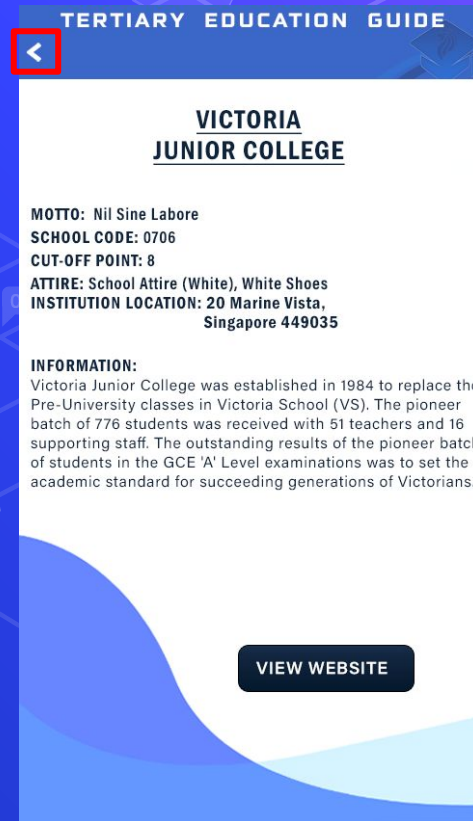 TERTIARY EDUCATION GUIDE
VICTORIA
JUNIOR COLLEGE
MOTTO: Nil Sine Labore
SCHOOL CODE: 0706
CUT-OFF POINT: 8
ATTIRE: School Attire (White), White Shoes
INSTITUTION LOCATION: 20 Marine Vista,
Singapore 449035
INFORMATION:
Victoria Junior College was established in 1984 to replace the
Pre-University classes in Victoria School (VS). The pioneer
batch of 776 students was received with 51 teachers and 16
supporting staff. The outstanding results of the pioneer batch
of students in the GCE 'A' Level examinations was to set the
academic standard for succeeding generations of Victorians.
VIEW WEBSITE